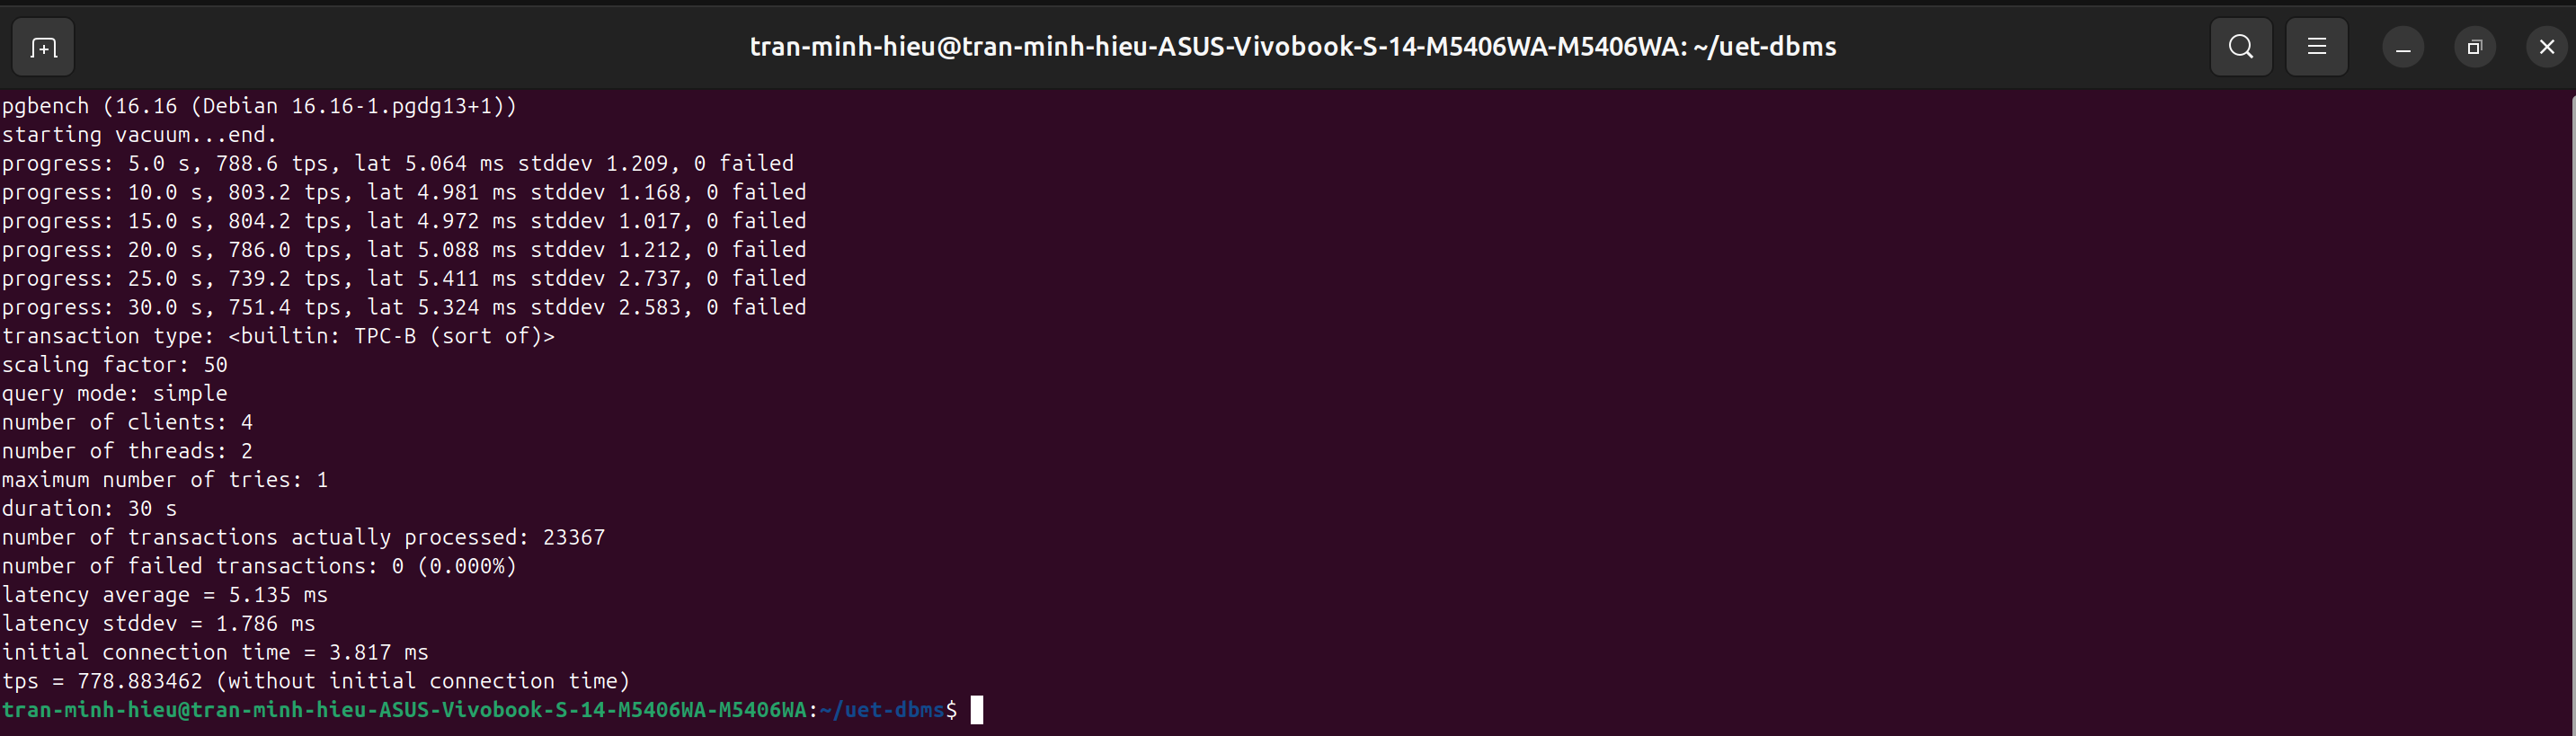 tran-minh-hieu@tran-minh-hieu-ASUS-Vivobook-S-14-M5406WA-M5406WA: ~/uet-dbms
pgbench (16.16 (Debian 16.16-1.pgdg13+1))
starting vacuum...end.
progress: 5.0 s, 788.6 tps, lat 5.064 ms stddev 1.209, 0 failed
progress: 10.0 s, 803.2 tps, lat 4.981 ms stddev 1.168, 0 failed
progress: 15.0 s, 804.2 tps, lat 4.972 ms stddev 1.017, 0 failed
progress: 20.0 s, 786.0 tps, lat 5.088 ms stddev 1.212, 0 failed
progress: 25.0 s, 739.2 tps, lat 5.411 ms stddev 2.737, 0 failed
progress: 30.0 s, 751.4 tps, lat 5.324 ms stddev 2.583, 0 failed
transaction type: <builtin: TPC-B (sort of)>
scaling factor: 50
query mode: simple
number of clients: 4
number of threads: 2
maximum number of tries: 1
duration: 30 s
number of transactions actually processed: 23367
number of failed transactions: 0 (0.000%)
latency average = 5.135 ms
latency stddev = 1.786 ms
initial connection time = 3.817 ms
tps = 778.883462 (without initial connection time)
tran-minh-hieu@tran-minh-hieu-ASUS-Vivobook-S-14-M5406WA-M5406WA:~/uet-dbms$